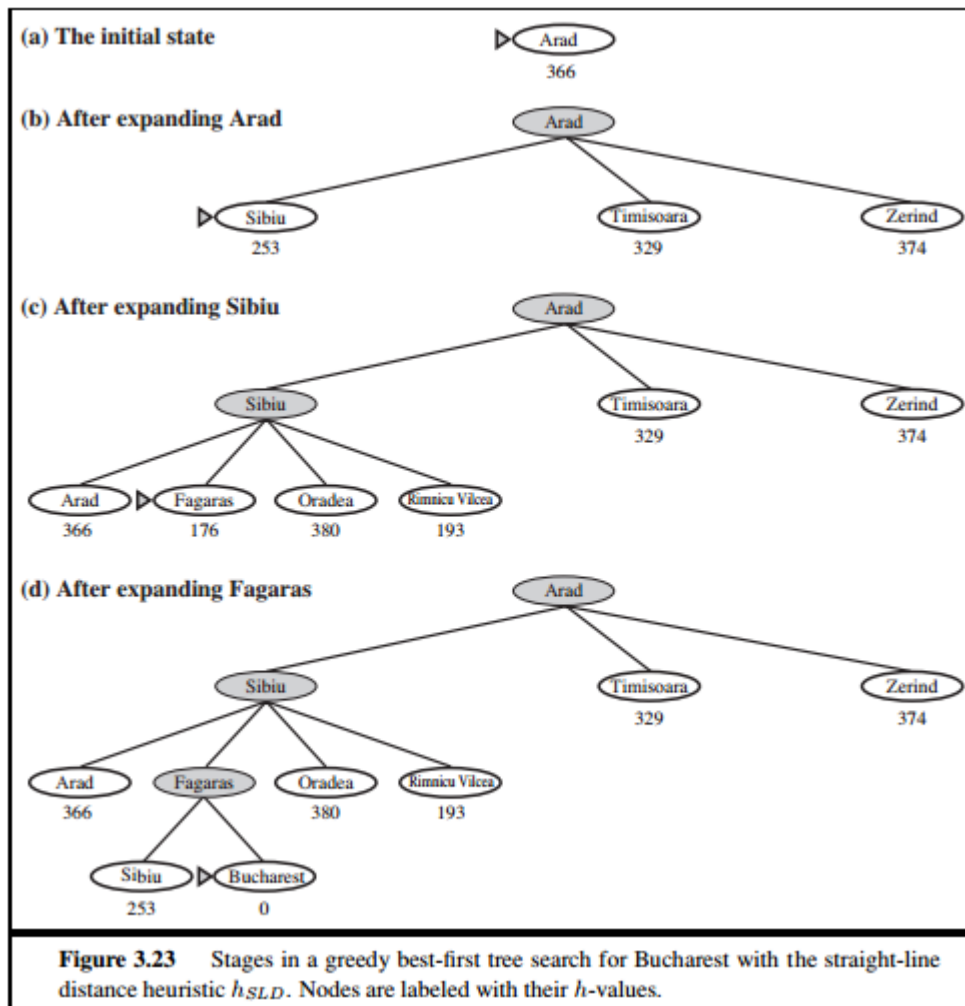 (a) The initial state
Arad
366
(b) After expanding Arad
Arad
Sibiu
Timisoara
Zerind
253
329
374
(c) After expanding Sibiu
Arad
Sibiu
Timisoara
Zerind
329
374
Arad
Fagaras
Oradea
Rimnicu Vilcea
366
176
380
193
(d) After expanding Fagaras
Arad
Sibiu
Timisoara
Zerind
329
374
Arad
Fagaras
Oradea
Rimnicu Vilcea
366
380
193
Sibiu
Bucharest
253
0
Figure 3.23 Stages in a greedy best-first tree search for Bucharest with the straight-line
distance heuristic hSLD. Nodes are labeled with their h-values.